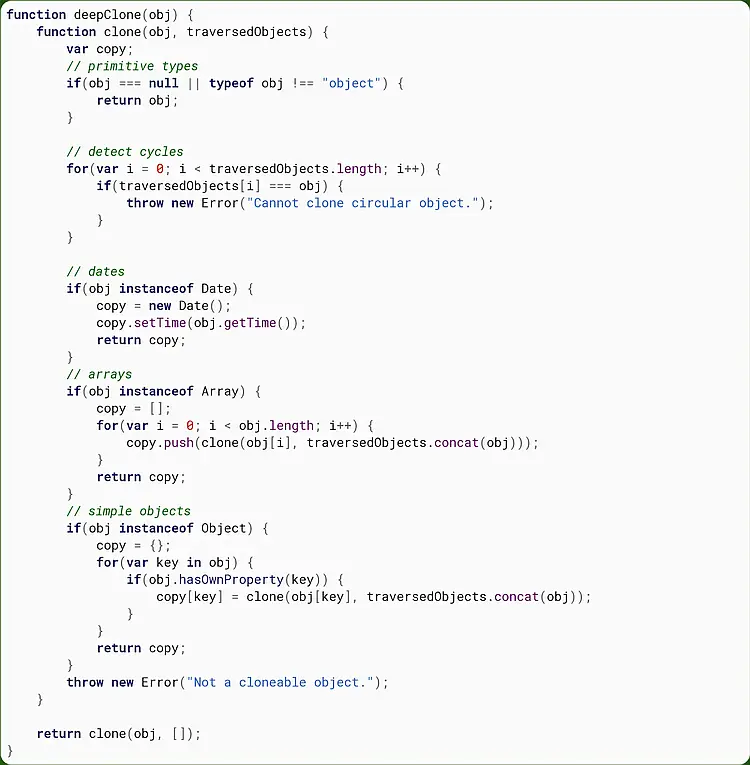 function deepClone(obj) {
    function clone(obj, traversedObjects) {
        var copy;
        // primitive types
        if(obj === null || typeof obj !== "object") {
            return obj;
        }

        // detect cycles
        for(var i = 0; i < traversedObjects.length; i++) {
            if(traversedObjects[i] === obj) {
                throw new Error("Cannot clone circular object.");
            }
        }

        // dates
        if(obj instanceof Date) {
            copy = new Date();
            copy.setTime(obj.getTime());
            return copy;
        }
        // arrays
        if(obj instanceof Array) {
            copy = [];
            for(var i = 0; i < obj.length; i++) {
                copy.push(clone(obj[i], traversedObjects.concat(obj)));
            }
            return copy;
        }
        // simple objects
        if(obj instanceof Object) {
            copy = {};
            for(var key in obj) {
                if(obj.hasOwnProperty(key)) {
                    copy[key] = clone(obj[key], traversedObjects.concat(obj));
                }
            }
            return copy;
        }
        throw new Error("Not a cloneable object.");
    }

    return clone(obj, []);
}